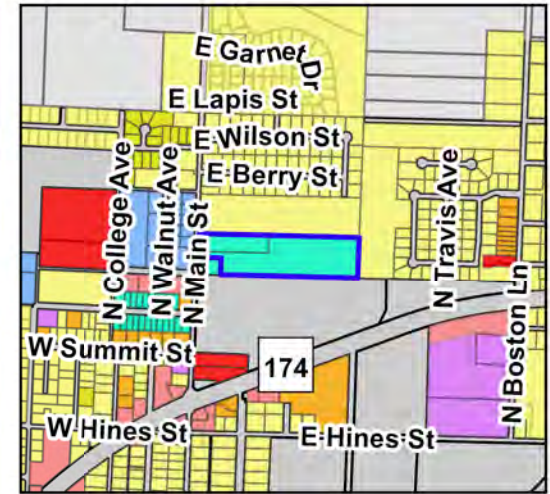 E Garnet Dr
E Lapis St
E Wilson St
E Berry St
N College Ave
N Walnut Ave
N Main St
N Travis Ave
N Boston Ln
W Summit St
174
W Hines St
E Hines St